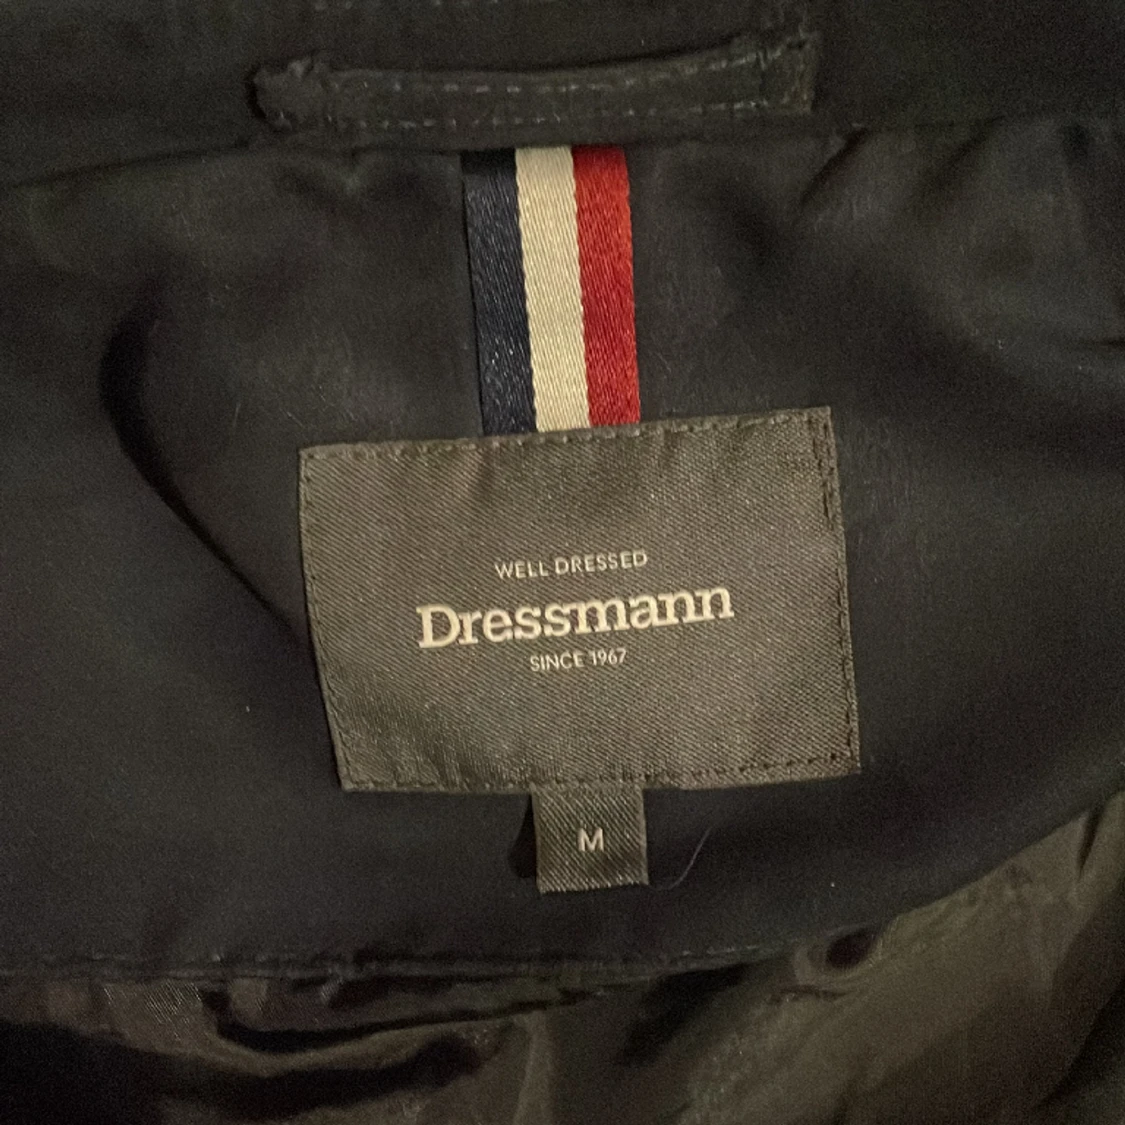 WELL DRESSED
Dressmann
SINCE 1967
M